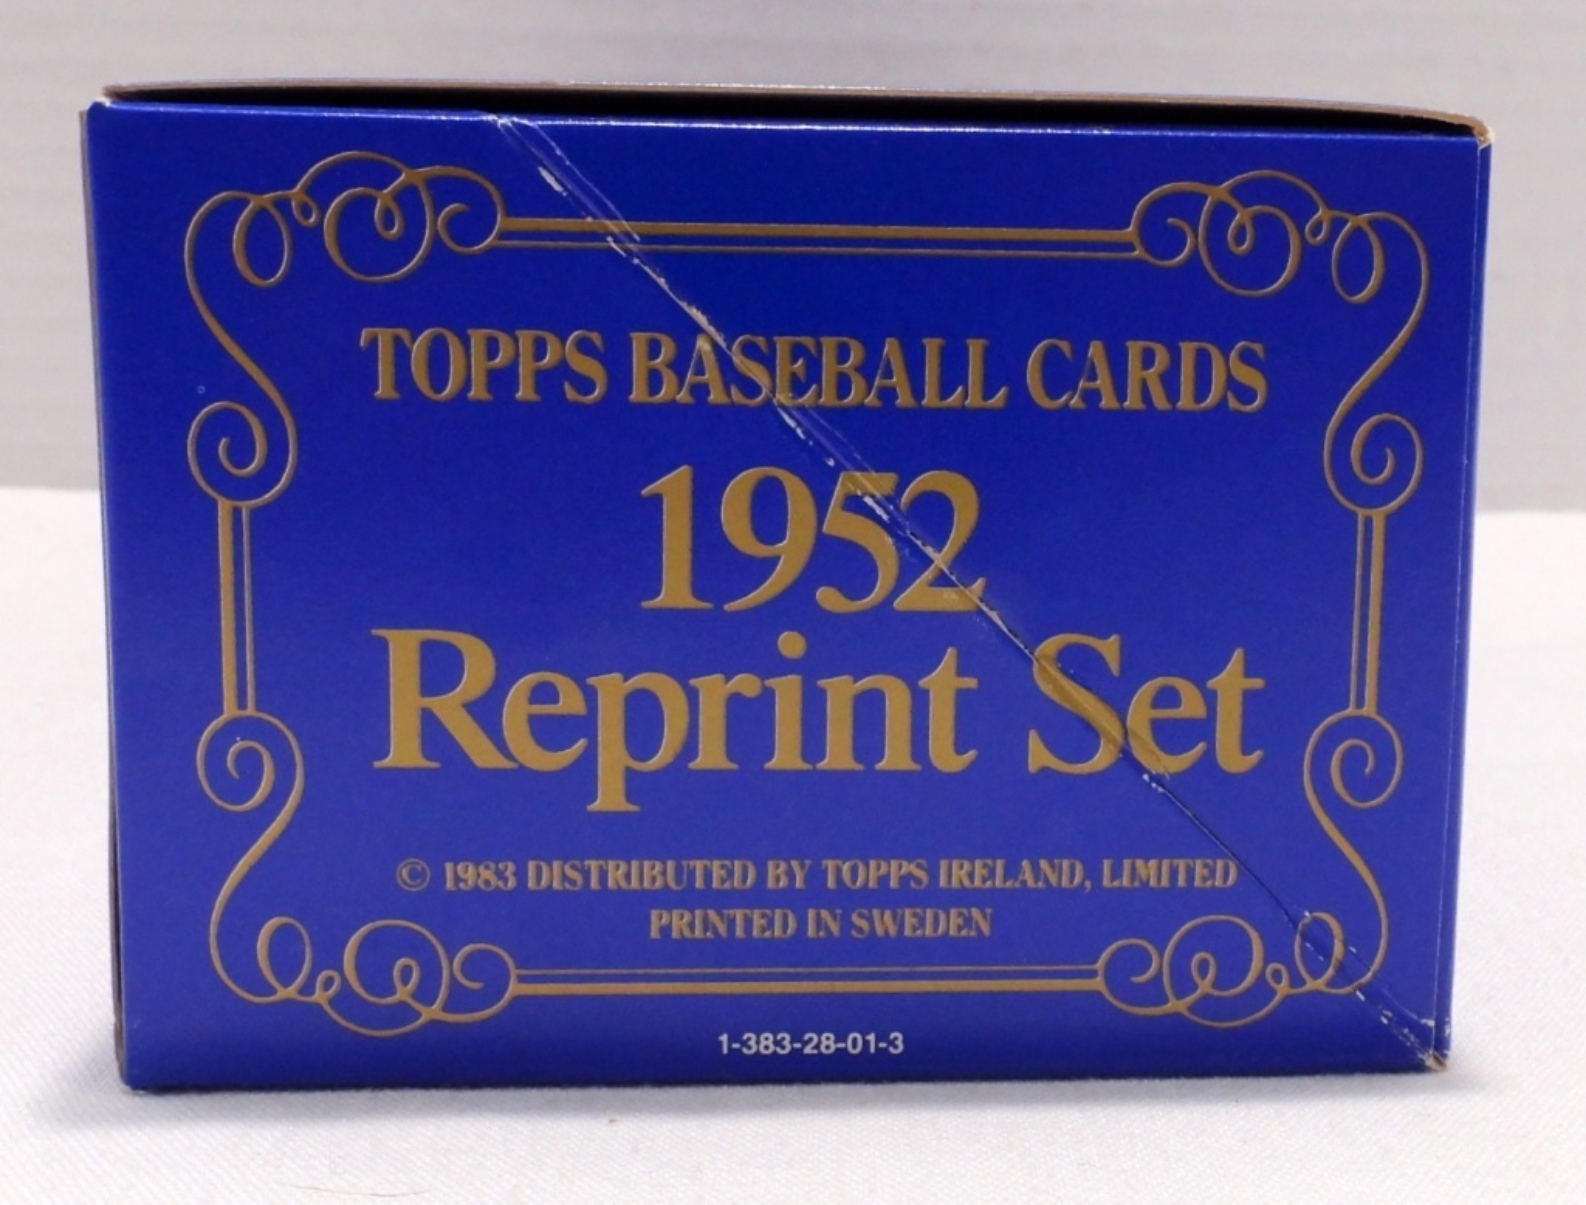 TOPPS BASEBALL CARDS
1952
Reprint Set
© 1983 DISTRIBUTED BY TOPPS IRELAND, LIMITED
PRINTED IN SWEDEN
1-383-28-01-3